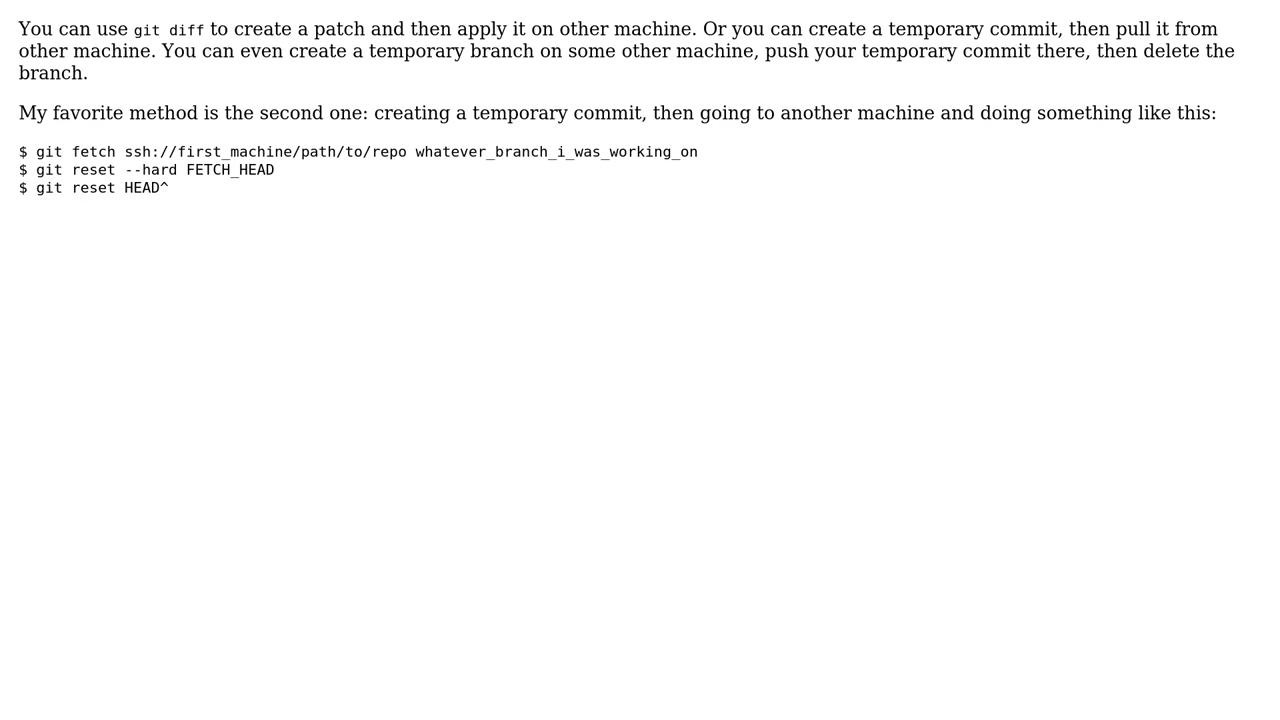 You can use git diff to create a patch and then apply it on other machine. Or you can create a temporary commit, then pull it from
other machine. You can even create a temporary branch on some other machine, push your temporary commit there, then delete the
branch.
My favorite method is the second one: creating a temporary commit, then going to another machine and doing something like this:
$ git fetch ssh://first_machine/path/to/repo whatever_branch_i_was_working_on
$ git reset --hard FETCH_HEAD
$ git reset HEAD^